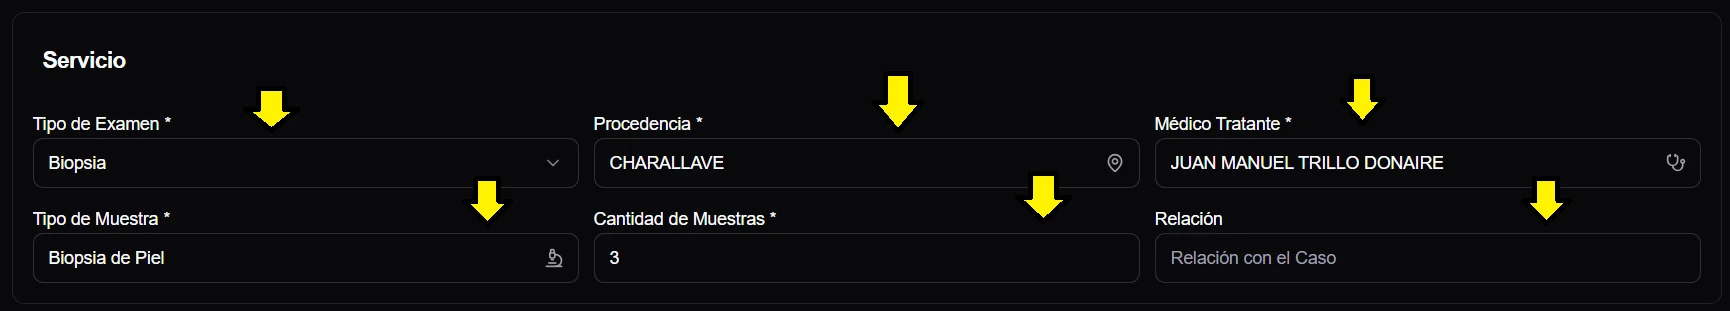 Servicio
Tipo de Examen *
Procedencia *
Médico Tratante *
Biopsia
CHARALLAVE
JUAN MANUEL TRILLO DONAIRE
Tipo de Muestra *
Cantidad de Muestras *
Relación
Biopsia de Piel
3
Relación con el Caso